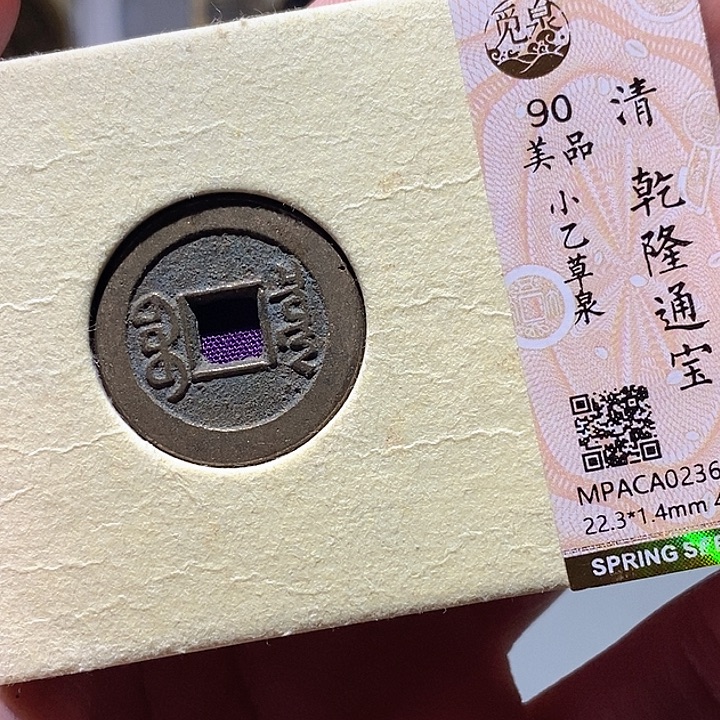 觅泉
清 乾隆通宝
90
美品
小乙草泉
MPACA0236
22.3*1.4mm
SPRING